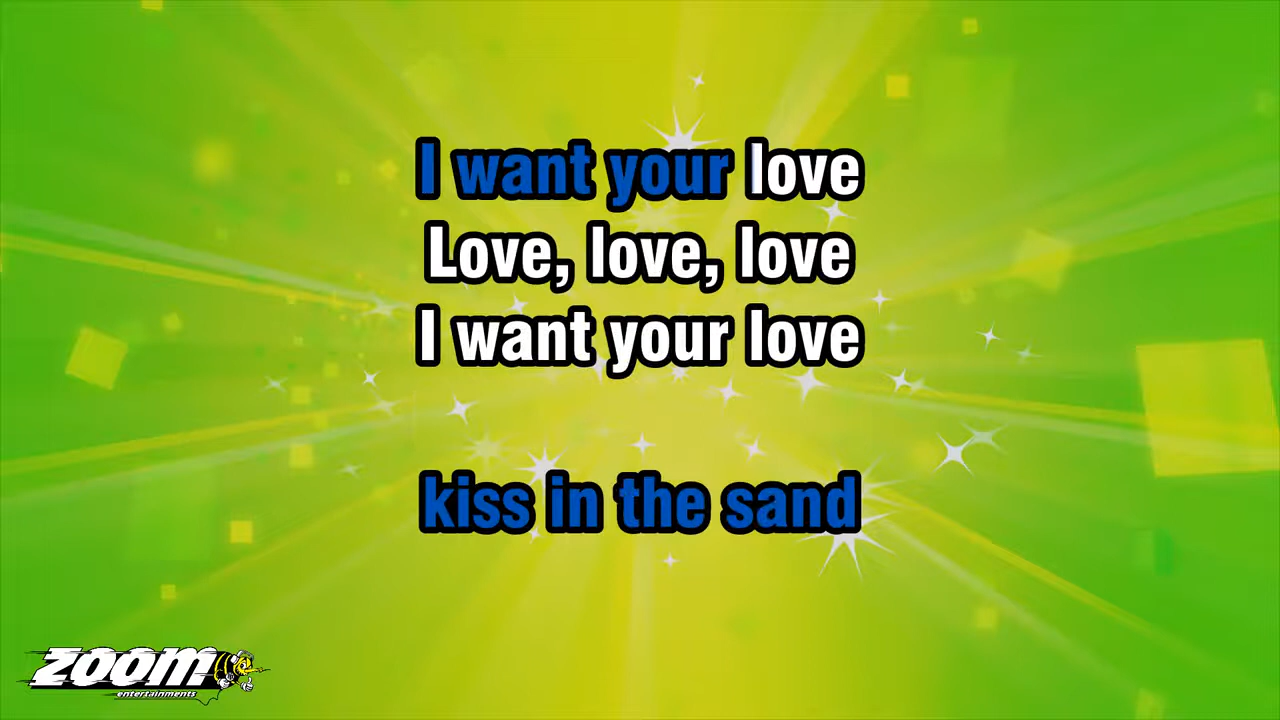 I want your love
Love, love, love
I want your love
kiss in the sand
ZOOM
entertainments